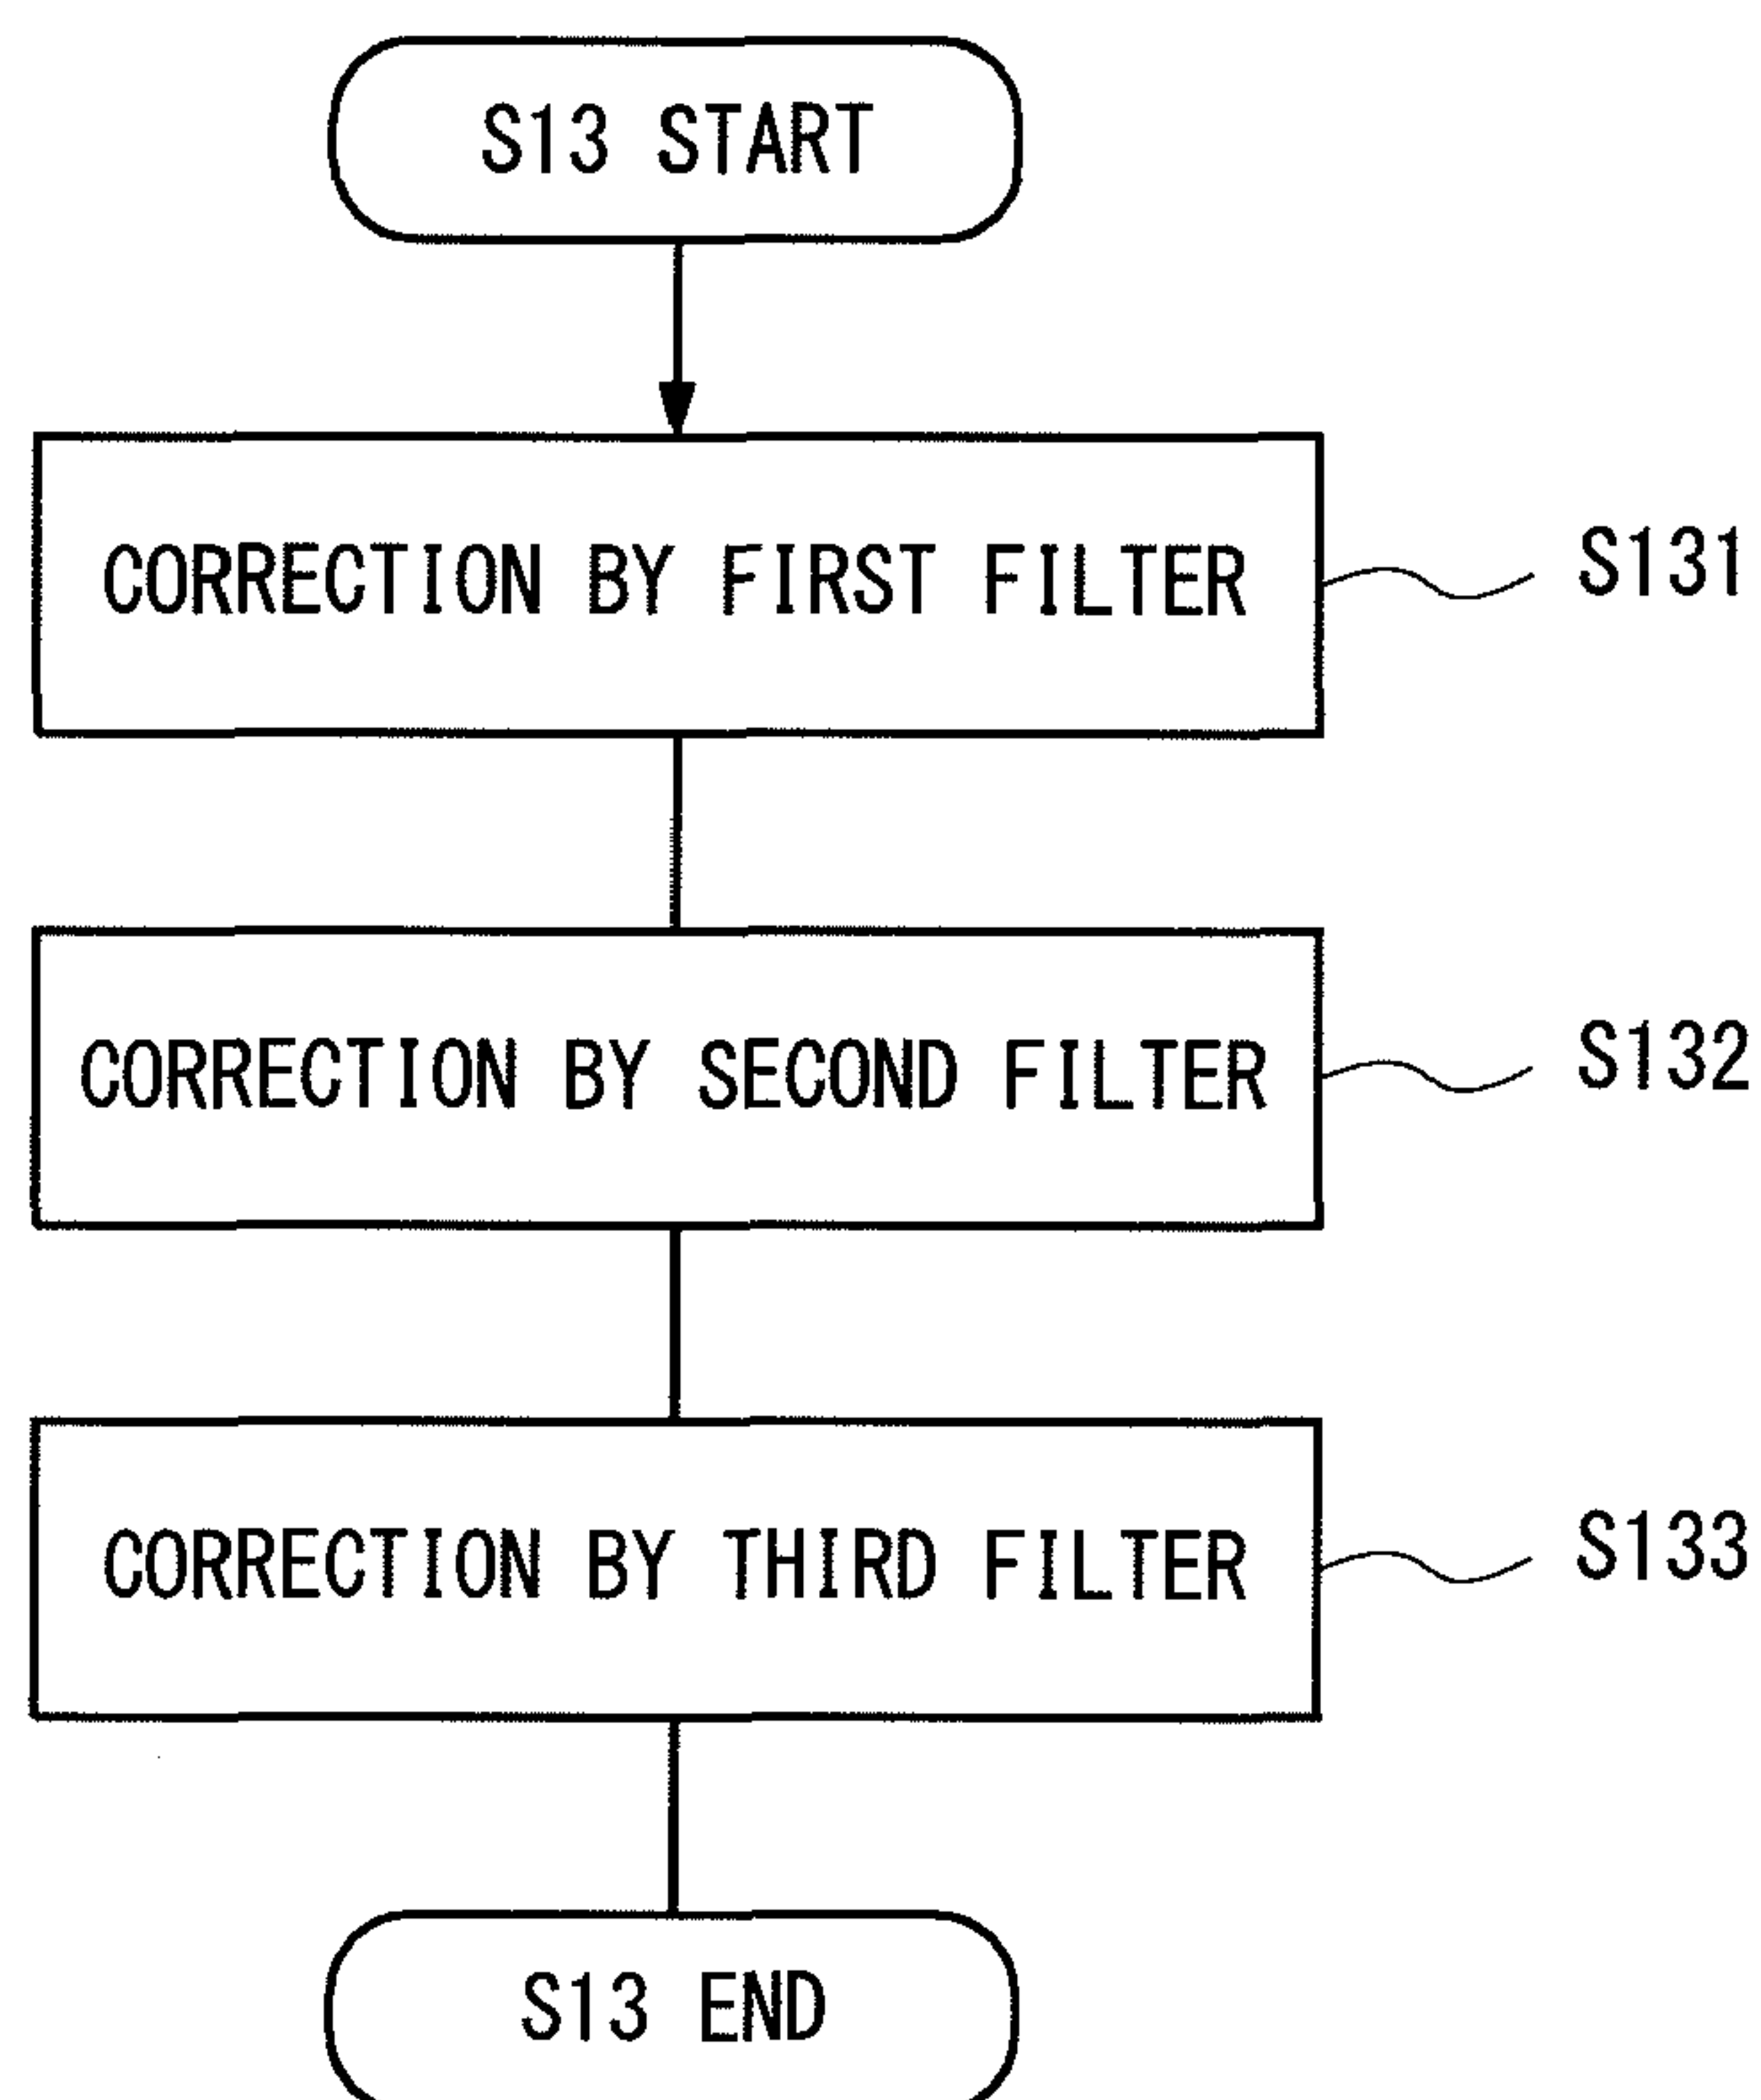 S13 START
CORRECTION BY FIRST FILTER
S131
CORRECTION BY SECOND FILTER
S132
CORRECTION BY THIRD FILTER
S133
S13 END